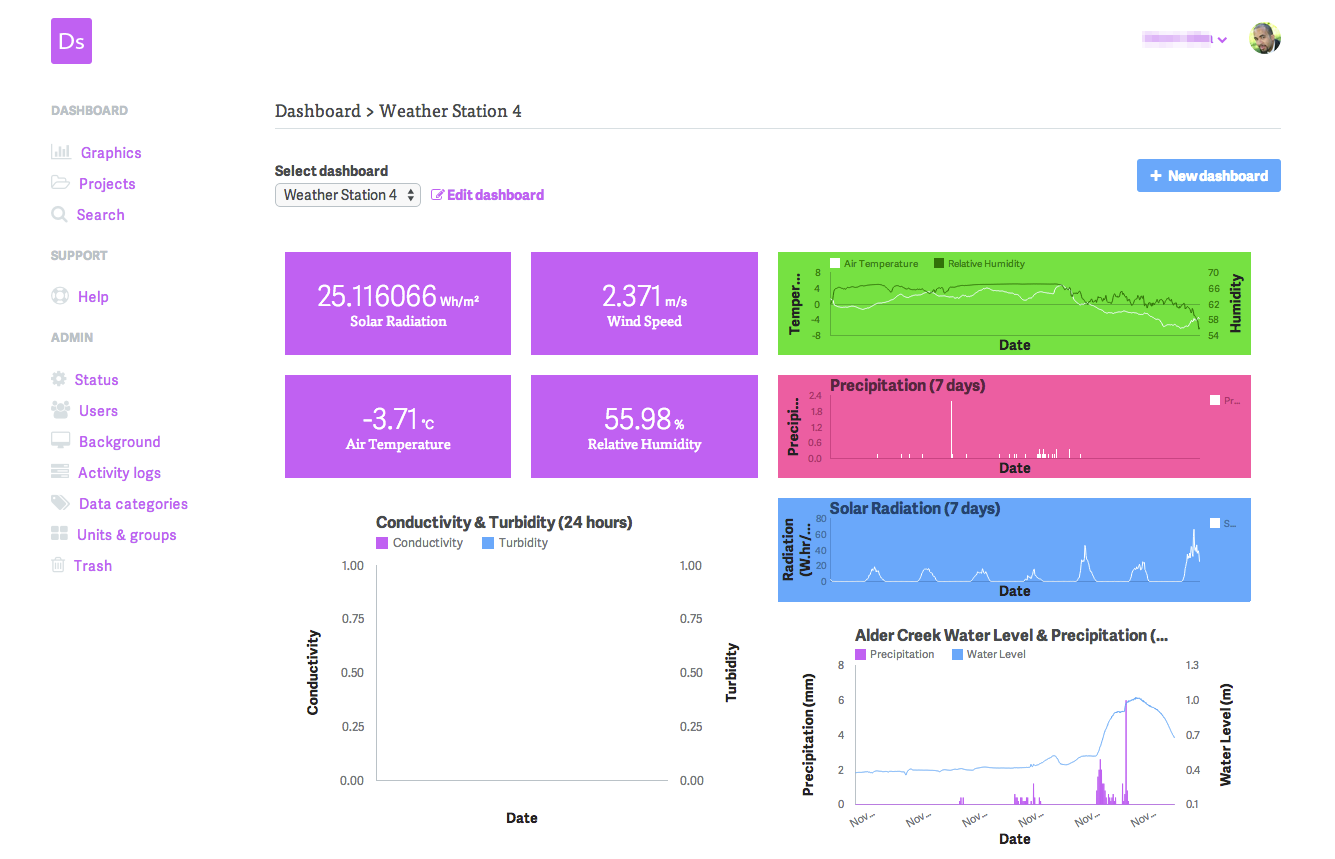 Ds
DASHBOARD
Graphics
Projects
Search
SUPPORT
Help
ADMIN
Status
Users
Background
Activity logs
Data categories
Units & groups
Trash
Dashboard > Weather Station 4
Select dashboard
Weather Station 4
Edit dashboard
+ New dashboard
25.116066 Wh/m²
Solar Radiation
2.371 m/s
Wind Speed
-3.71 °C
Air Temperature
55.98 %
Relative Humidity
Air Temperature Relative Humidity
Temper...
8
4
0
-4
-8
70
66
62
58
54
Humidity
Date
Precipitation (7 days)
Precipi...
2.4
1.8
1.2
0.6
0.0
Pr...
Date
Solar Radiation (7 days)
Radiation
(W.hr/...
80
60
40
20
0
S...
Date
Conductivity & Turbidity (24 hours)
Conductivity Turbidity
Conductivity
1.00
0.75
0.50
0.25
0.00
1.00
0.75
0.50
0.25
0.00
Turbidity
Date
Alder Creek Water Level & Precipitation (...
Precipitation Water Level
Precipitation (mm)
8
6
4
2
0
1.3
1.0
0.7
0.4
0.1
Water Level (m)
Nov... Nov... Nov... Nov... Nov... Nov...
Date